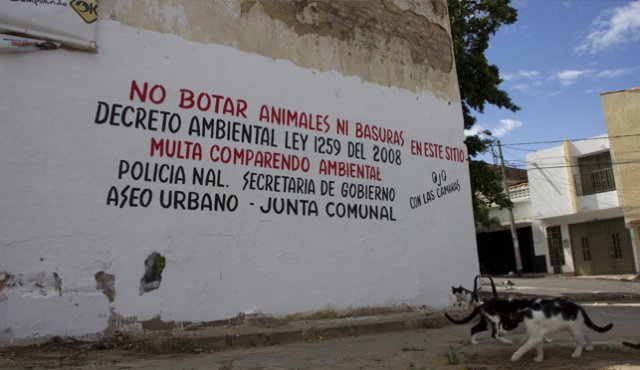 OK
NO BOTAR ANIMALES NI BASURAS EN ESTE SITIO
DECRETO AMBIENTAL LEY 1259 DEL 2008
MULTA COMPARENDO AMBIENTAL
POLICIA NAL. SECRETARIA DE GOBIERNO
ASEO URBANO - JUNTA COMUNAL
OJO
CON LAS CAMARAS